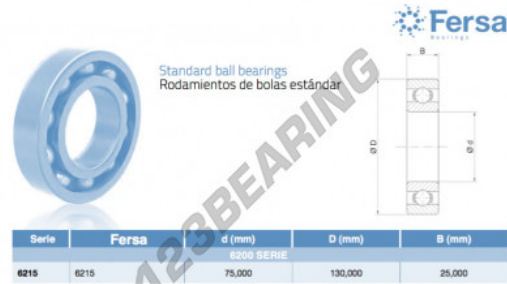 Fersa
Bearings
Standard ball bearings
Rodamientos de bolas estándar
B
Ø D
Ø d
123BEARING
Serie Fersa d (mm) D (mm) B (mm)
6200 SERIE
6215 6215 75,000 130,000 25,000